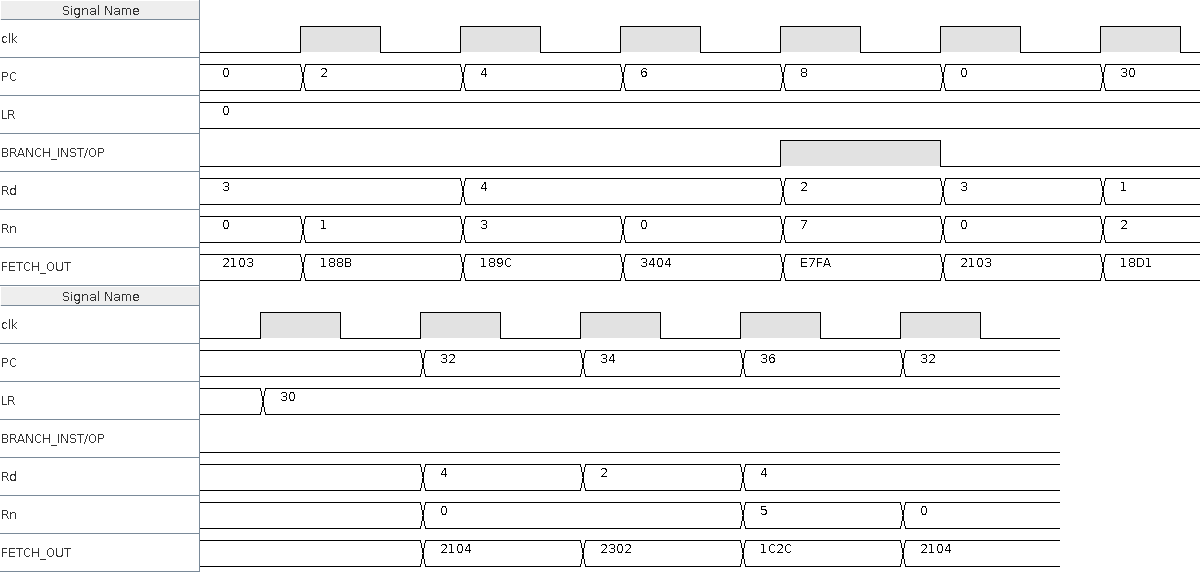 Signal Name
clk
PC 0 2 4 6 8 0 30
LR 0
BRANCH_INST/OP
Rd 3 4 2 3 1
Rn 0 1 3 0 7 0 2
FETCH_OUT 2103 188B 189C 3404 E7FA 2103 18D1
Signal Name
clk
PC 32 34 36 32
LR 30
BRANCH_INST/OP
Rd 4 2 4
Rn 0 5 0
FETCH_OUT 2104 2302 1C2C 2104